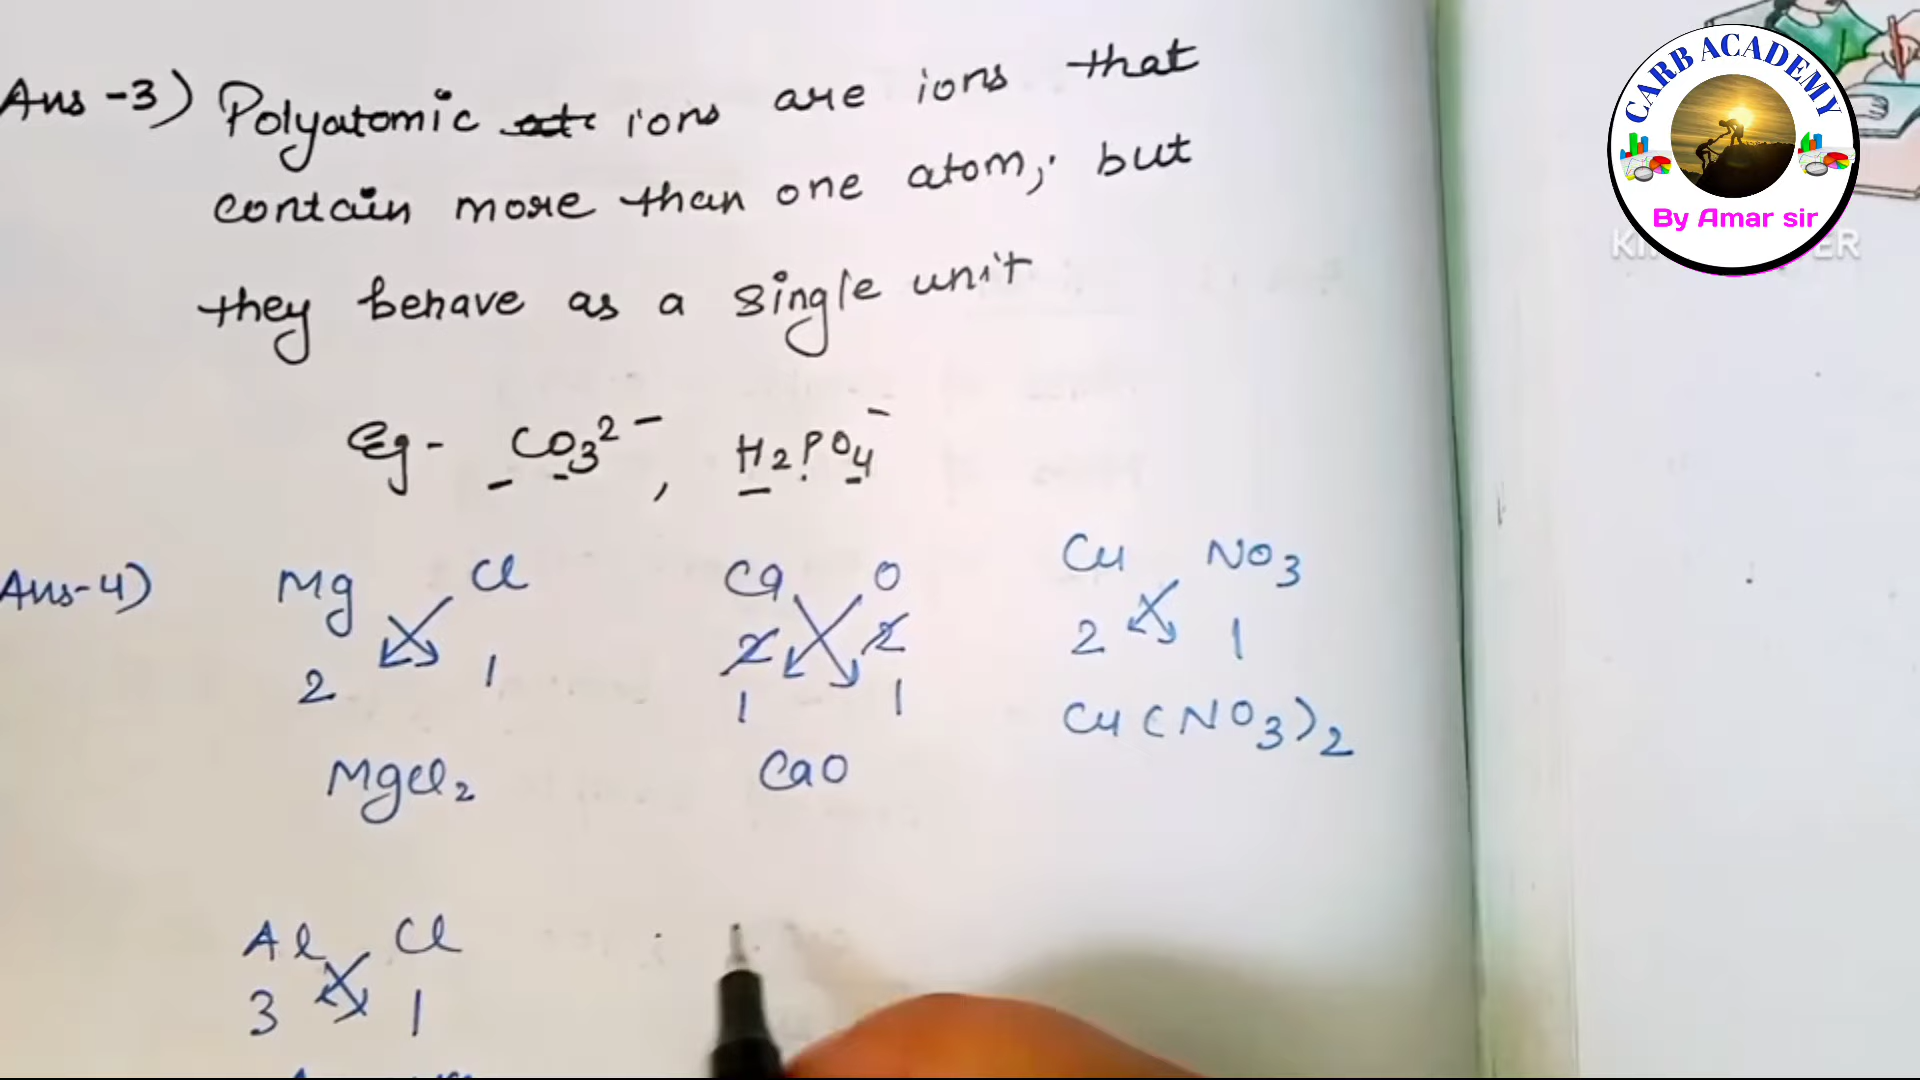 CARB ACADEMY
By Amar sir
Ans-3) Polyatomic ions are ions that
contain more than one atom, but
they behave as a single unit
Eg- CO3 2-, H2PO4 -
Ans-4) Mg Cl Ca O Cu NO3
2 1 2 2 2 1
1 1
MgCl2 CaO Cu(NO3)2
Al Cl
3 1